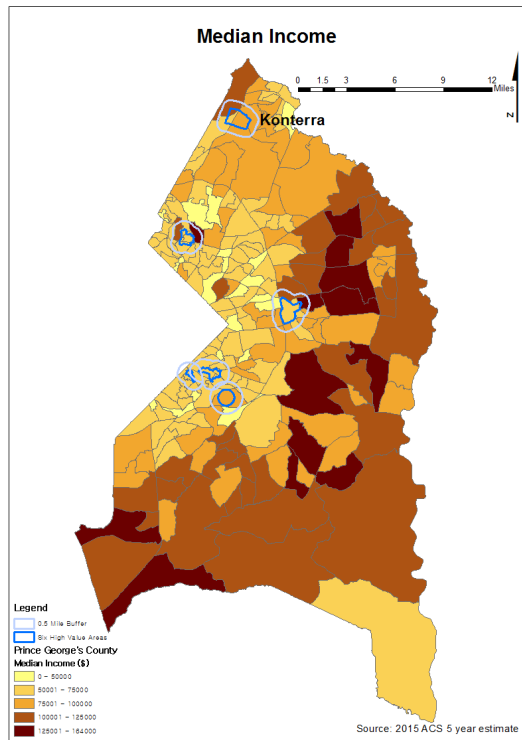 Median Income
0 1.5 3 6 9 12
Miles
Konterra
N
Legend
0.5 Mile Buffer
Six High Value Areas
Prince George's County
Median Income ($)
0 - 50000
50001 - 75000
75001 - 100000
100001 - 125000
125001 - 164000
Source: 2015 ACS 5 year estimate